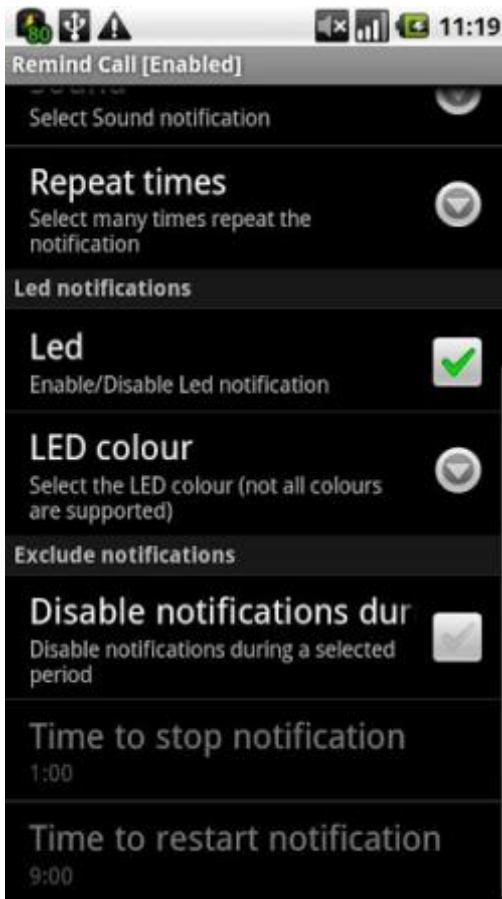 80
11:19
Remind Call [Enabled]
Sound
Select Sound notification
Repeat times
Select many times repeat the
notification
Led notifications
Led
Enable/Disable Led notification
LED colour
Select the LED colour (not all colours
are supported)
Exclude notifications
Disable notifications dur
Disable notifications during a selected
period
Time to stop notification
1:00
Time to restart notification
9:00